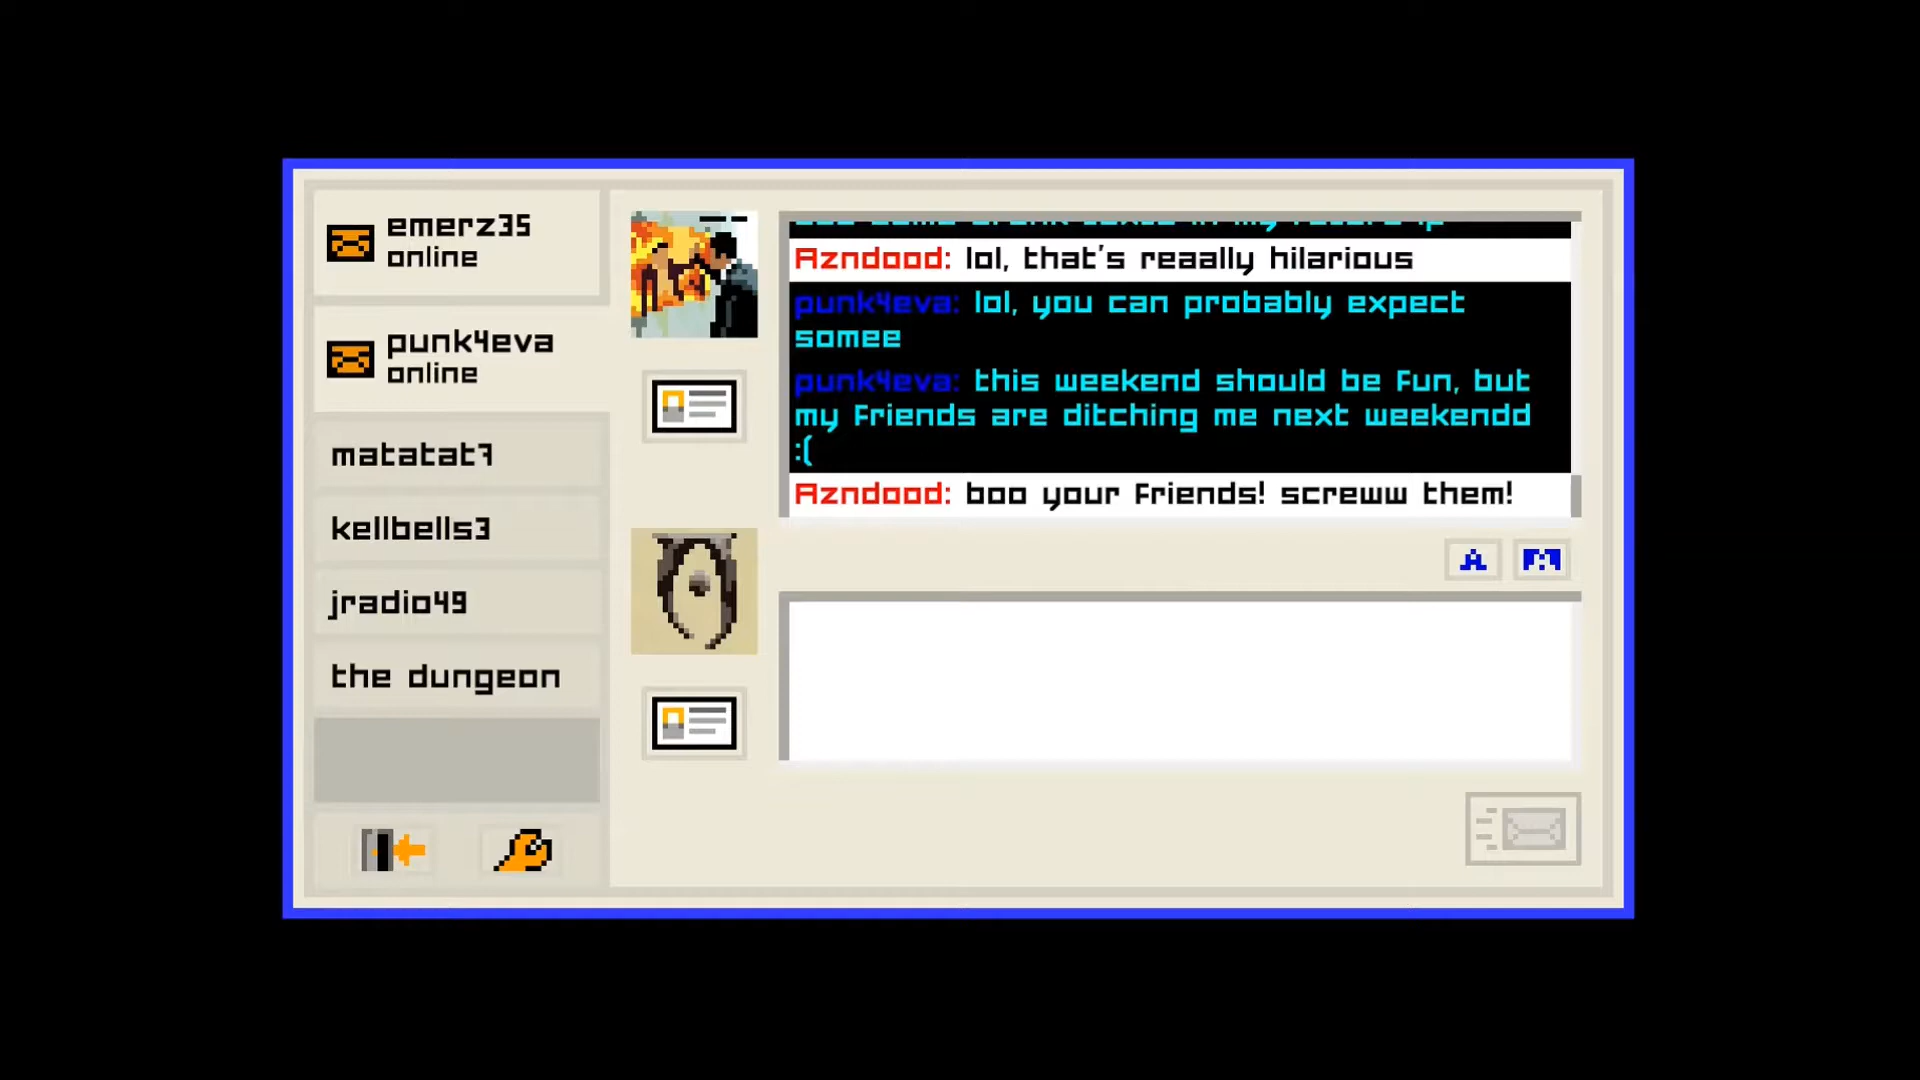 emerz35
online
punk4eva
online
matatat7
kellbells3
jradio49
the dungeon
Azndood: lol, that's reaally hilarious
punk4eva: lol, you can probably expect
somee
punk4eva: this weekend should be fun, but
my friends are ditching me next weekendd
:(
Azndood: boo your friends! screww them!
A